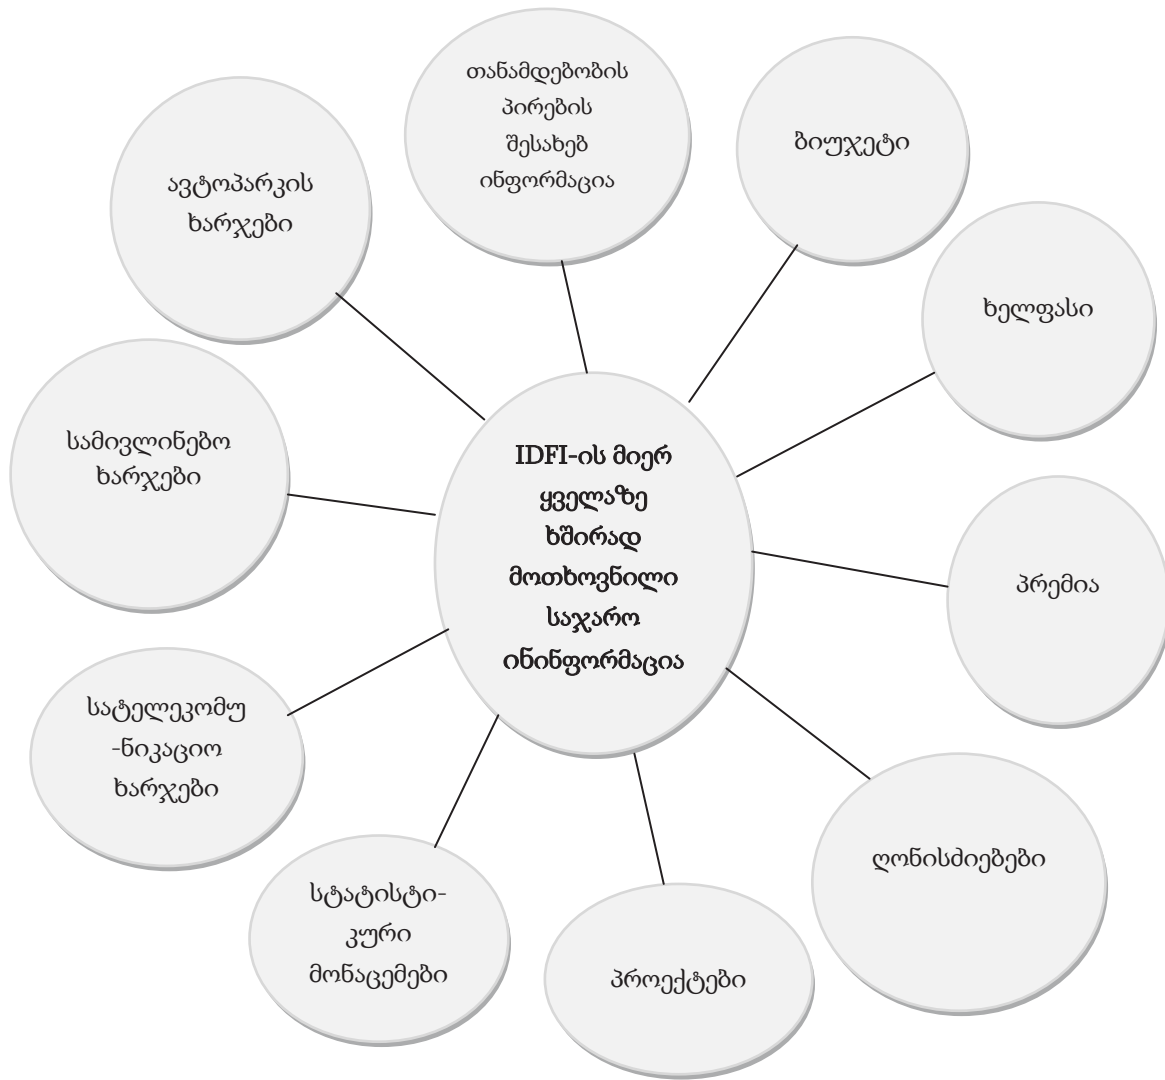 თანამდებობის
პირების
შესახებ
ინფორმაცია
ბიუჯეტი
ავტოპარკის
ხარჯები
ხელფასი
სამივლინებო
ხარჯები
IDFI-ის მიერ
ყველაზე
ხშირად
მოთხოვნილი
საჯარო
ინინფორმაცია
პრემია
სატელეკომუ
-ნიკაციო
ხარჯები
ღონისძიებები
სტატისტი-
კური
მონაცემები
პროექტები